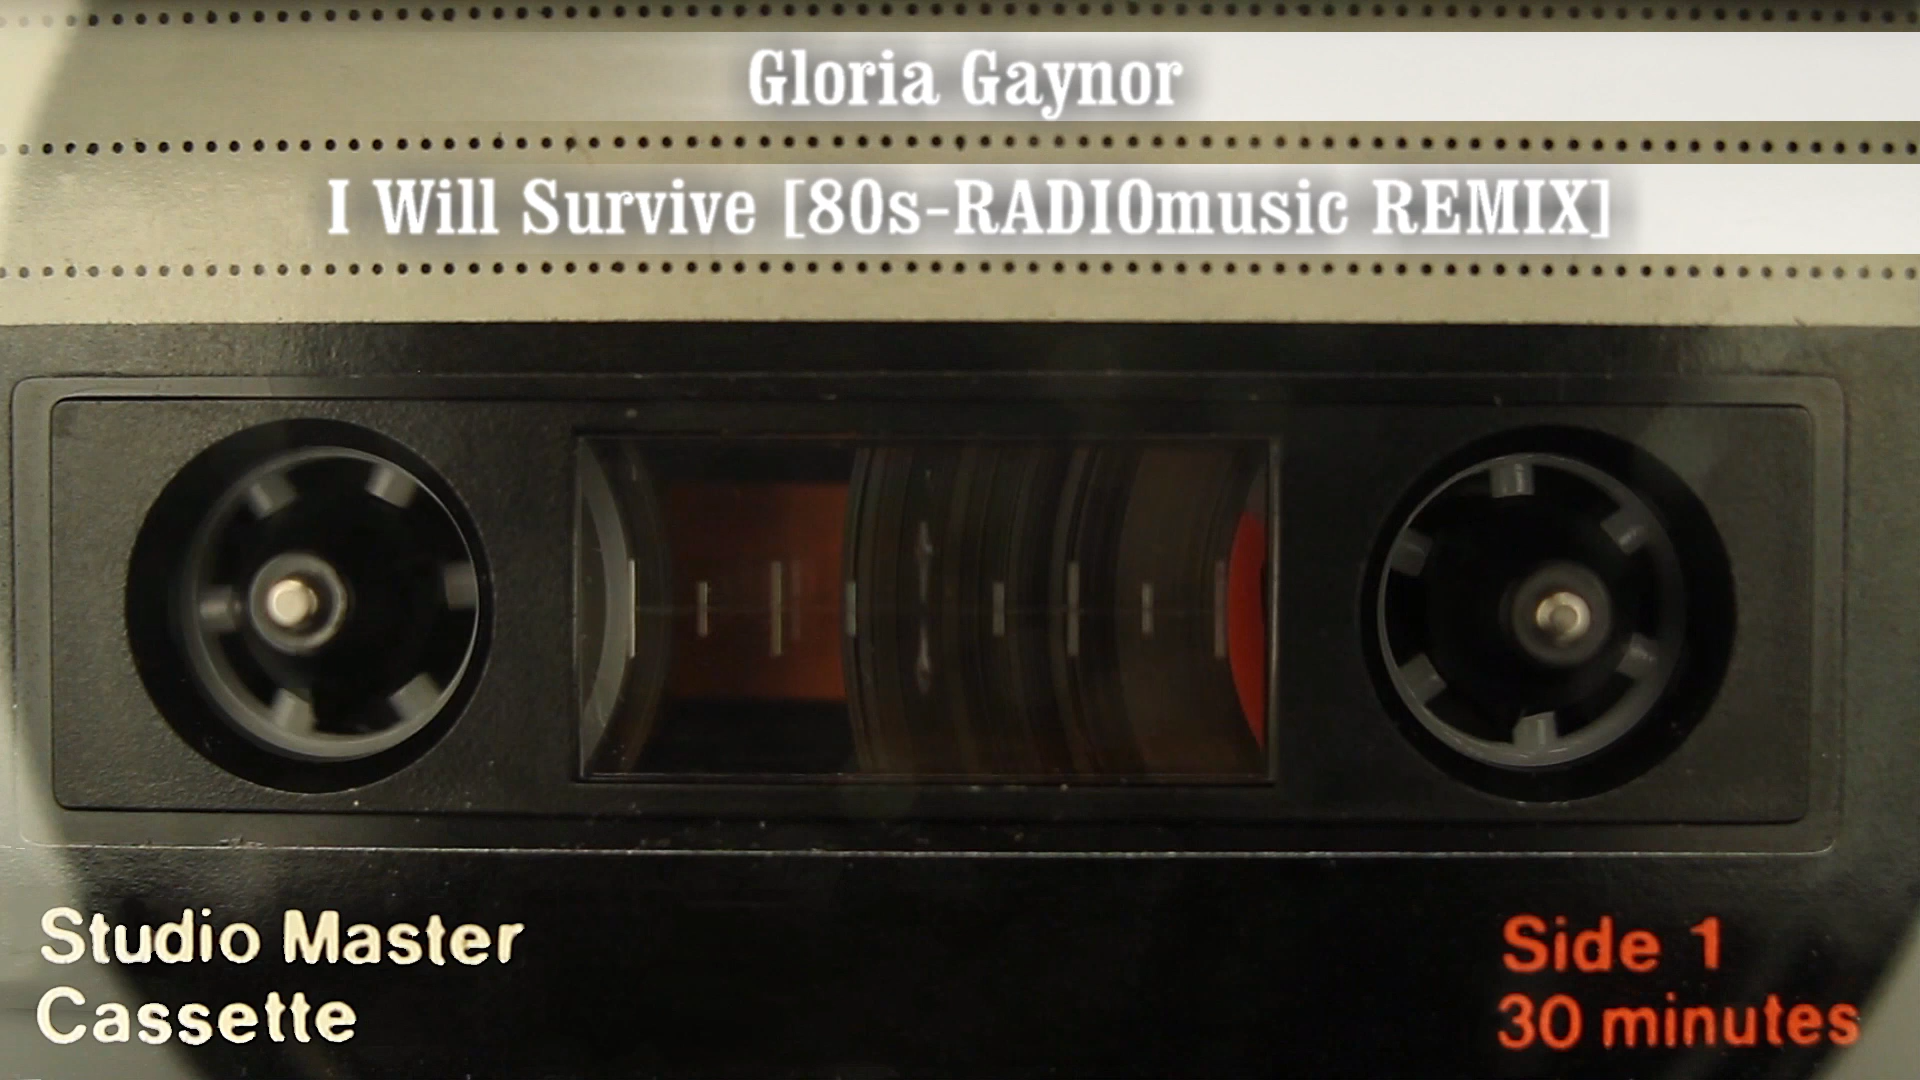 Gloria Gaynor
I Will Survive [80s-RADIOmusic REMIX]
Studio Master
Cassette
Side 1
30 minutes